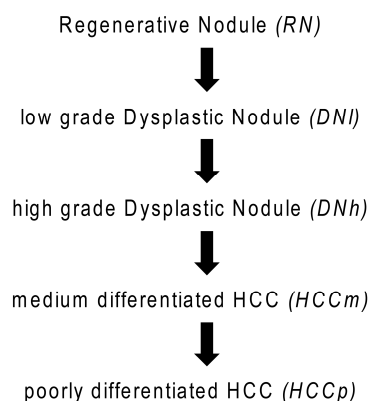 Regenerative Nodule (RN)
low grade Dysplastic Nodule (DNl)
high grade Dysplastic Nodule (DNh)
medium differentiated HCC (HCCm)
poorly differentiated HCC (HCCp)